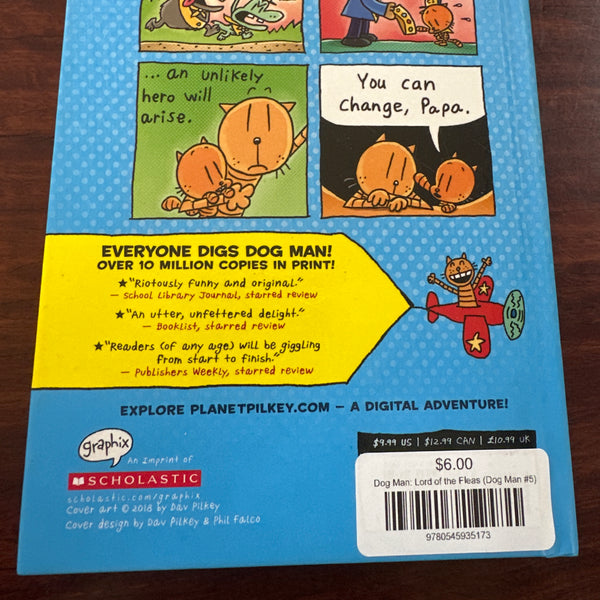 ... an unlikely
hero will
arise.
You can
change, Papa.
EVERYONE DIGS DOG MAN!
OVER 10 MILLION COPIES IN PRINT!
★"Riotously funny and original."
— School Library Journal, starred review
★"An utter, unfettered delight."
— Booklist, starred review
★"Readers (of any age) will be giggling
from start to finish."
— Publishers Weekly, starred review
EXPLORE PLANETPILKEY.COM — A DIGITAL ADVENTURE!
graphix
An Imprint of
SCHOLASTIC
scholastic.com/graphix
Cover art © 2018 by Dav Pilkey
Cover design by Dav Pilkey & Phil Falco
$9.99 US | $12.99 CAN | £10.99 UK
$6.00
Dog Man: Lord of the Fleas (Dog Man #5)
9780545935173